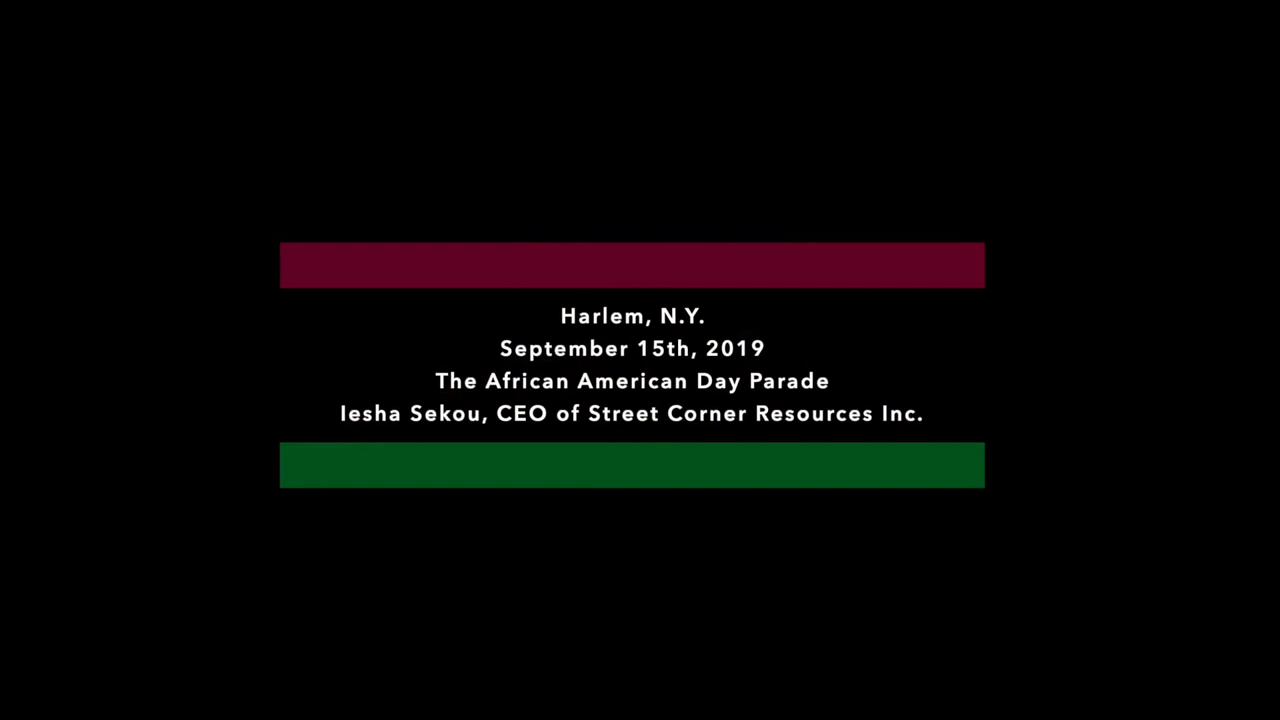 Harlem, N.Y.
September 15th, 2019
The African American Day Parade
Iesha Sekou, CEO of Street Corner Resources Inc.